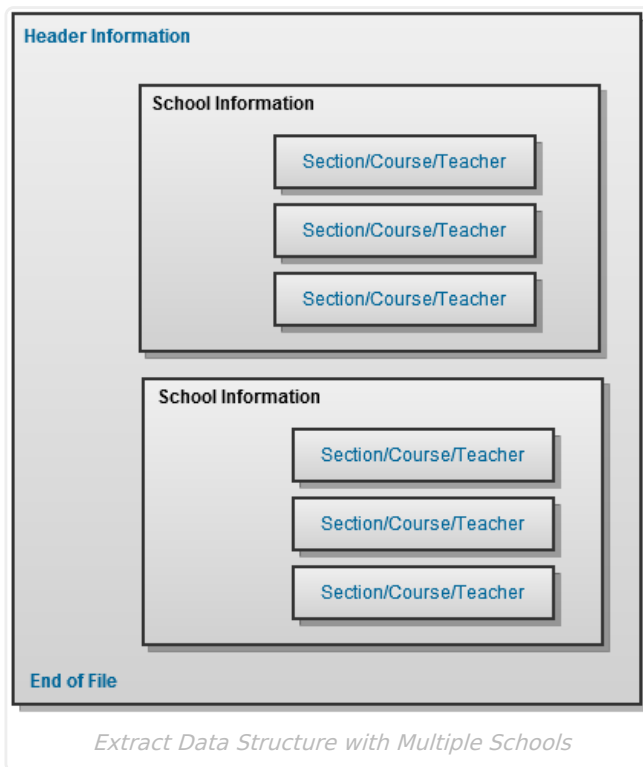 Header Information
School Information
Section/Course/Teacher
Section/Course/Teacher
Section/Course/Teacher
School Information
Section/Course/Teacher
Section/Course/Teacher
Section/Course/Teacher
End of File
Extract Data Structure with Multiple Schools